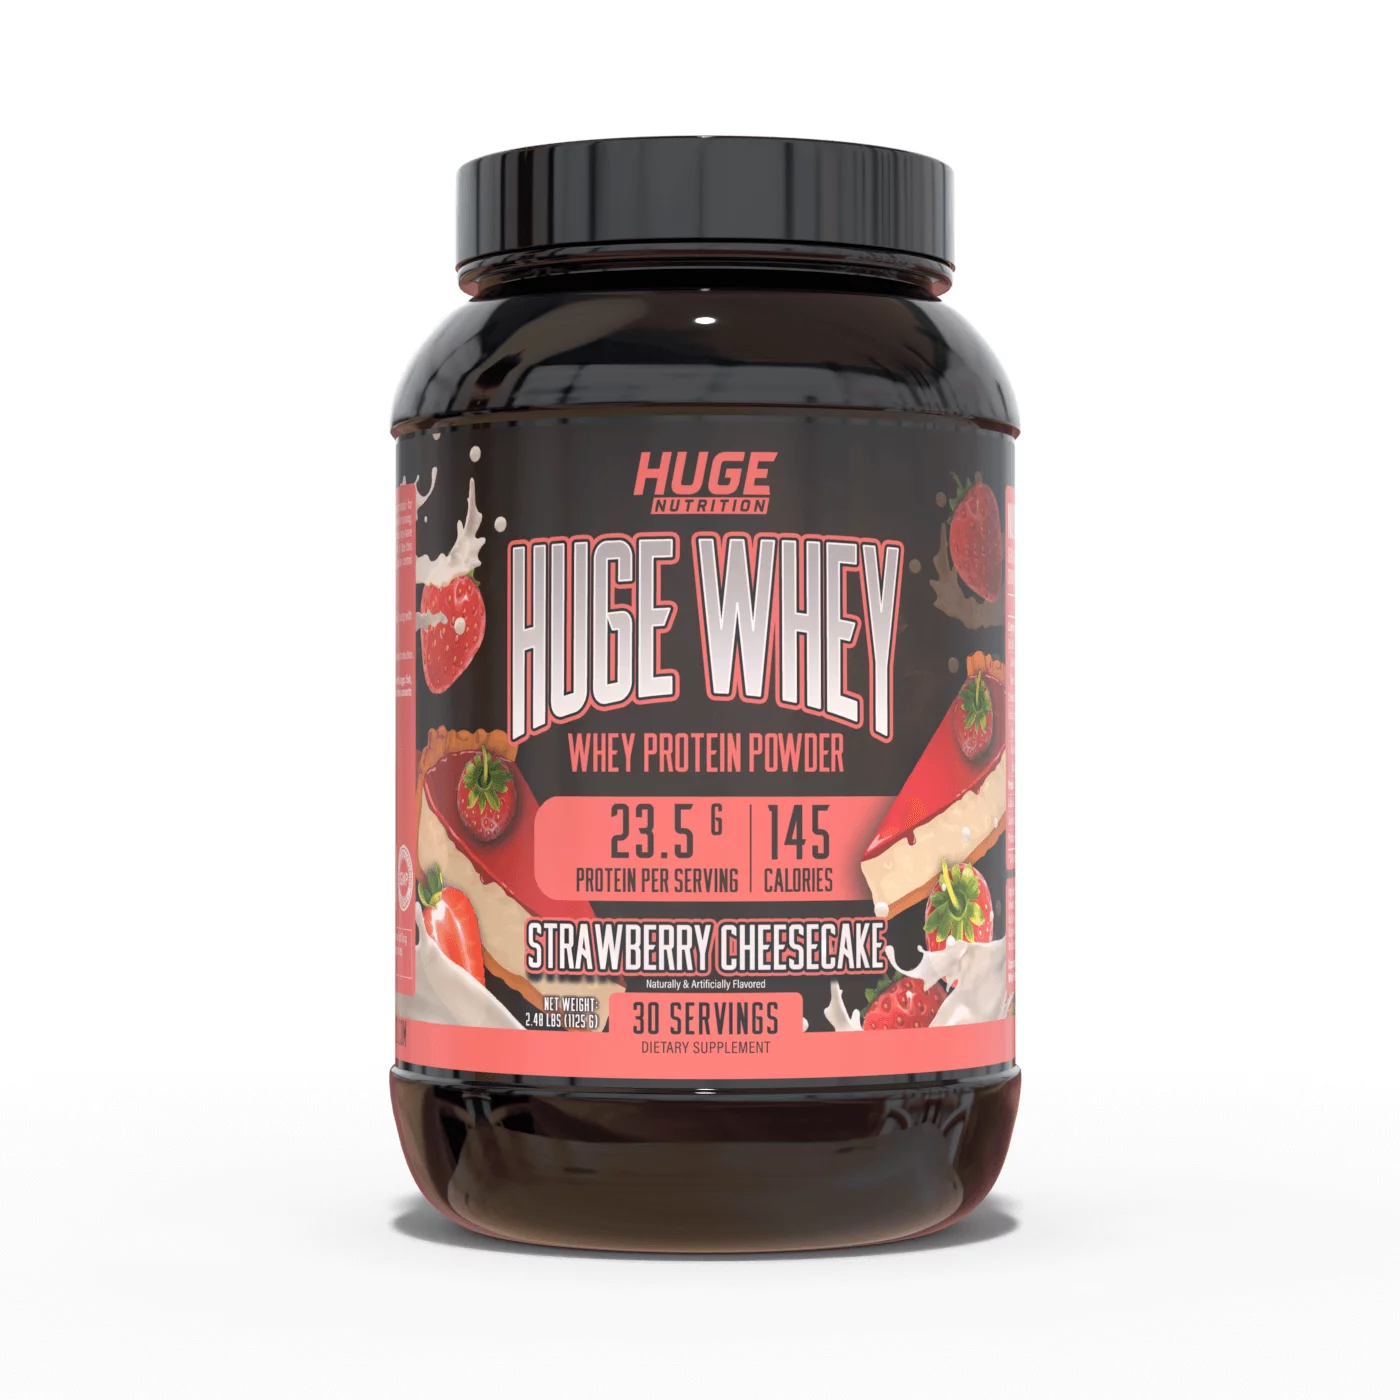 HUGE
NUTRITION
HUGE WHEY
WHEY PROTEIN POWDER
23.5 G
PROTEIN PER SERVING
145
CALORIES
STRAWBERRY CHEESECAKE
Naturally & Artificially Flavored
NET WEIGHT:
2.48 LBS (1125 G)
30 SERVINGS
DIETARY SUPPLEMENT